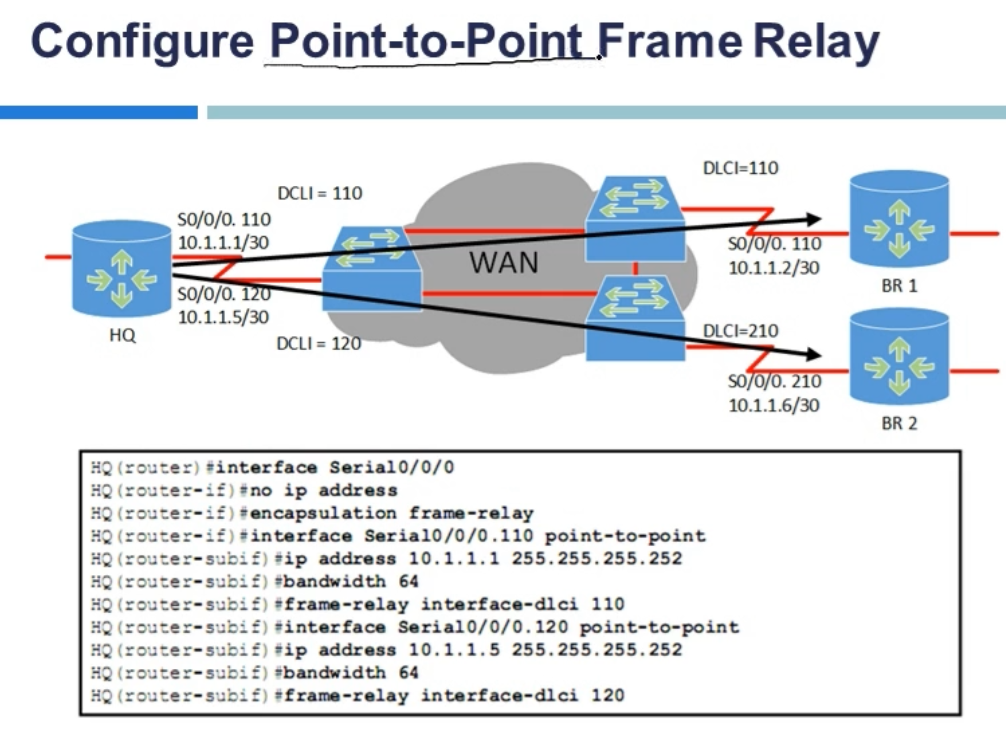 Configure Point-to-Point Frame Relay
DLCI=110
DCLI = 110
S0/0/0. 110
10.1.1.1/30
S0/0/0. 110
10.1.1.2/30
WAN
BR 1
S0/0/0. 120
10.1.1.5/30
HQ
DCLI = 120
DLCI=210
S0/0/0. 210
10.1.1.6/30
BR 2
HQ(router)#interface Serial0/0/0
HQ(router-if)#no ip address
HQ(router-if)#encapsulation frame-relay
HQ(router-if)#interface Serial0/0/0.110 point-to-point
HQ(router-subif)#ip address 10.1.1.1 255.255.255.252
HQ(router-subif)#bandwidth 64
HQ(router-subif)#frame-relay interface-dlci 110
HQ(router-subif)#interface Serial0/0/0.120 point-to-point
HQ(router-subif)#ip address 10.1.1.5 255.255.255.252
HQ(router-subif)#bandwidth 64
HQ(router-subif)#frame-relay interface-dlci 120